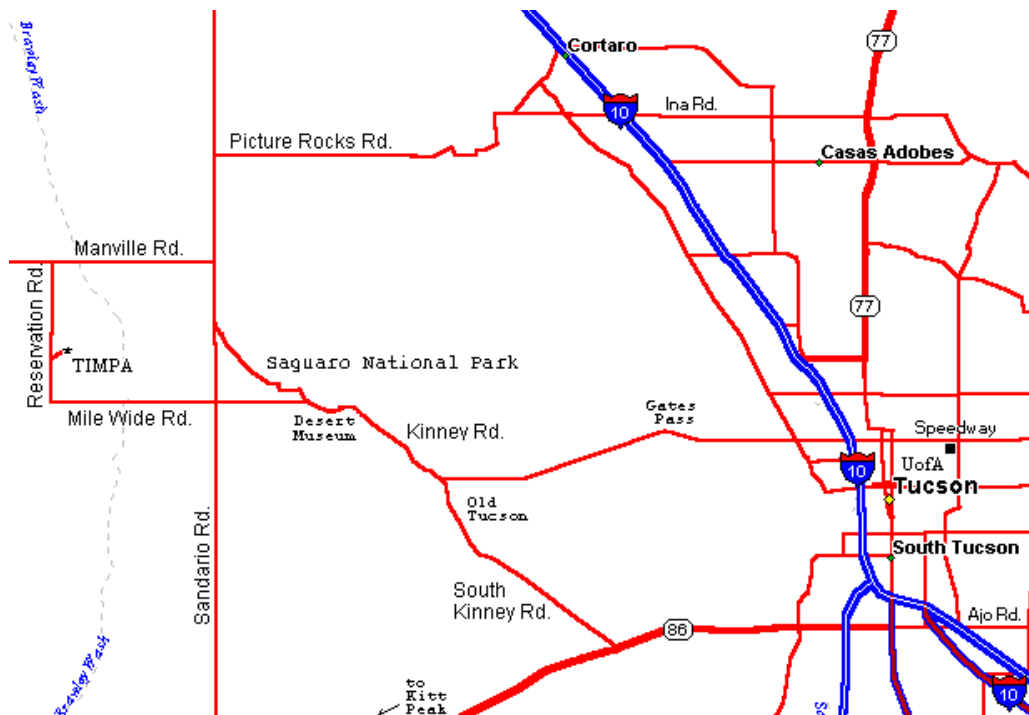 Brawley Wash
Cortaro
77
10
Ina Rd.
Picture Rocks Rd.
Casas Adobes
Manville Rd.
Reservation Rd.
77
TIMPA
Saguaro National Park
Mile Wide Rd.
Desert
Museum
Kinney Rd.
Gates
Pass
Speedway
10
UofA
Tucson
Old
Tucson
Sandario Rd.
South Tucson
South
Kinney Rd.
86
Ajo Rd.
Brawley Wash
to
Kitt
Peak
10